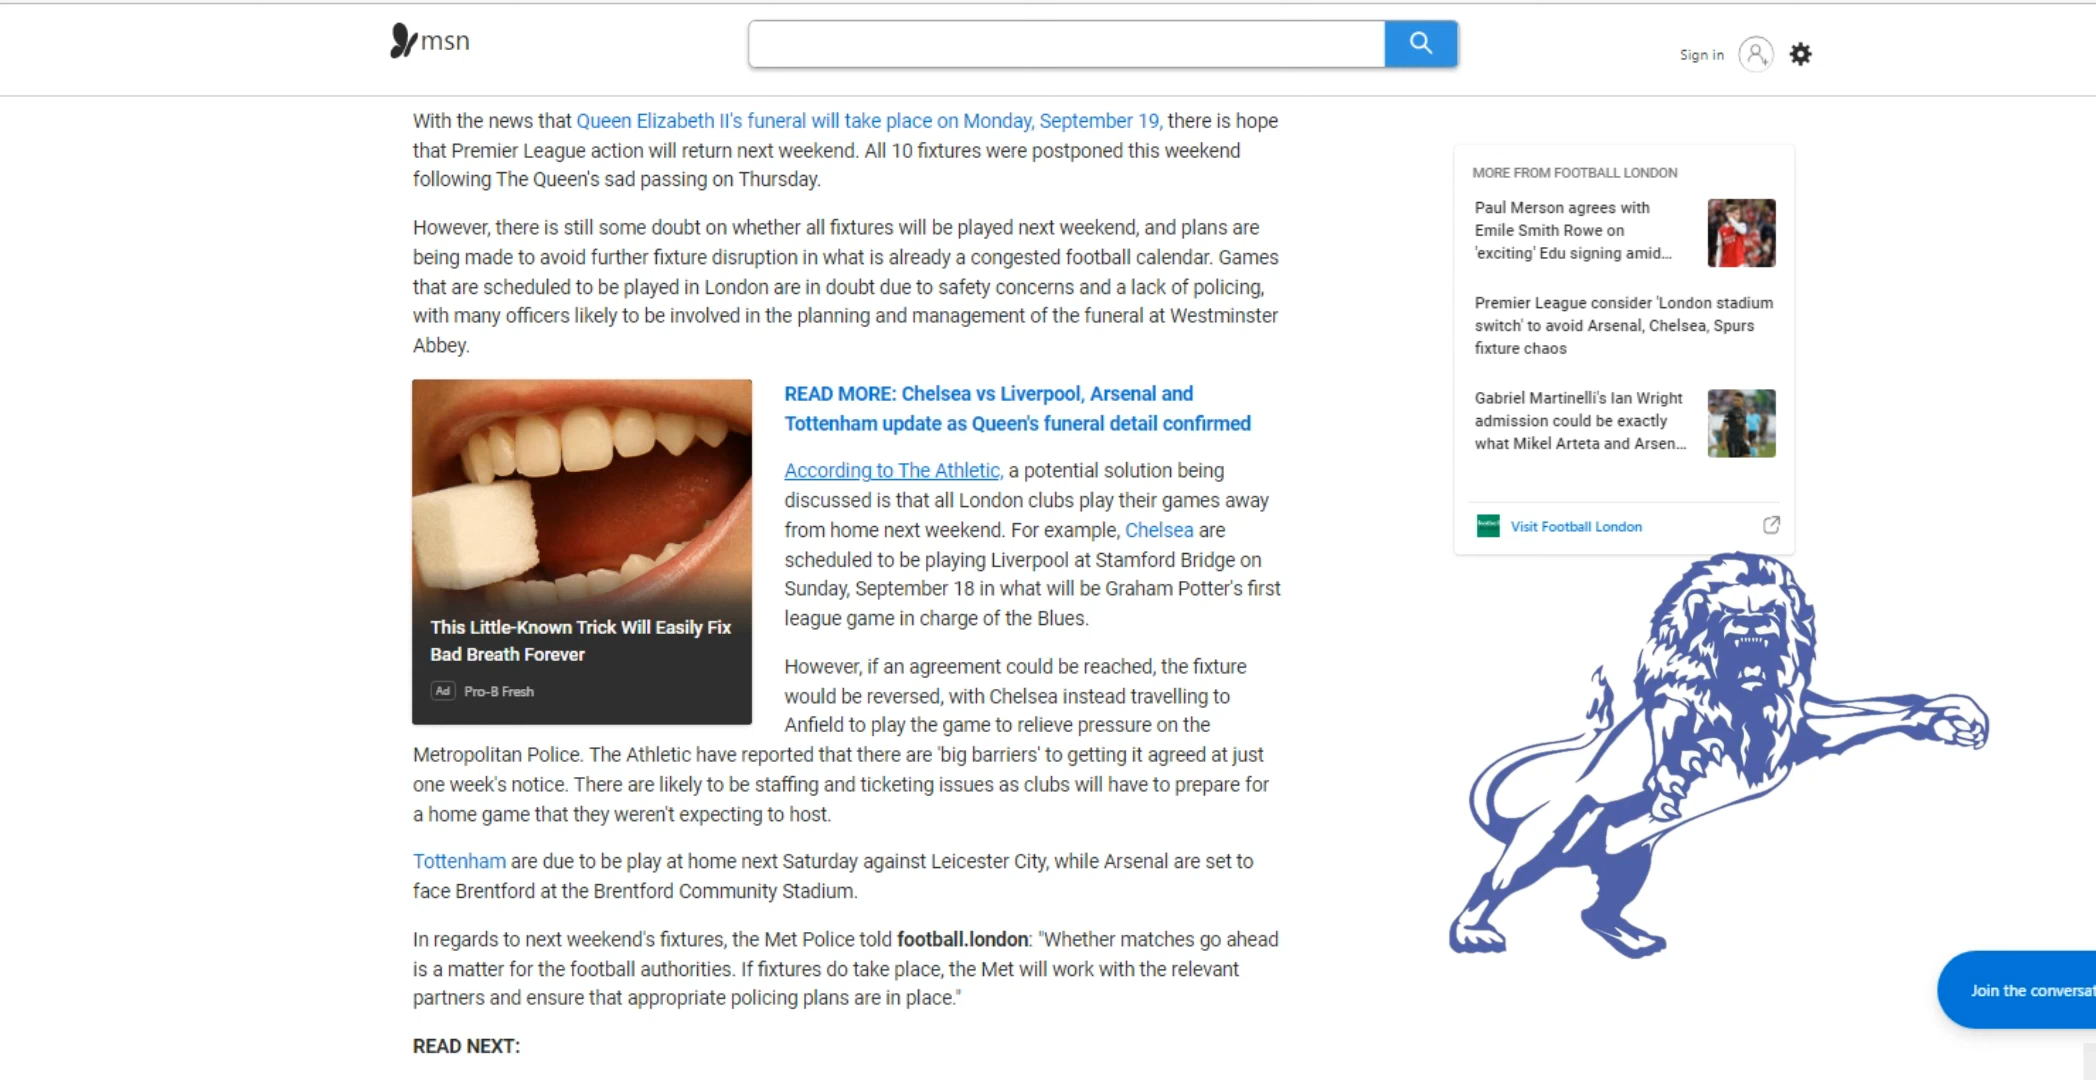 msn
Sign in
With the news that Queen Elizabeth II's funeral will take place on Monday, September 19, there is hope
that Premier League action will return next weekend. All 10 fixtures were postponed this weekend
following The Queen's sad passing on Thursday.
However, there is still some doubt on whether all fixtures will be played next weekend, and plans are
being made to avoid further fixture disruption in what is already a congested football calendar. Games
that are scheduled to be played in London are in doubt due to safety concerns and a lack of policing,
with many officers likely to be involved in the planning and management of the funeral at Westminster
Abbey.
This Little-Known Trick Will Easily Fix
Bad Breath Forever
Ad Pro-B Fresh
READ MORE: Chelsea vs Liverpool, Arsenal and
Tottenham update as Queen's funeral detail confirmed
According to The Athletic, a potential solution being
discussed is that all London clubs play their games away
from home next weekend. For example, Chelsea are
scheduled to be playing Liverpool at Stamford Bridge on
Sunday, September 18 in what will be Graham Potter's first
league game in charge of the Blues.
However, if an agreement could be reached, the fixture
would be reversed, with Chelsea instead travelling to
Anfield to play the game to relieve pressure on the
Metropolitan Police. The Athletic have reported that there are 'big barriers' to getting it agreed at just
one week's notice. There are likely to be staffing and ticketing issues as clubs will have to prepare for
a home game that they weren't expecting to host.
Tottenham are due to be play at home next Saturday against Leicester City, while Arsenal are set to
face Brentford at the Brentford Community Stadium.
In regards to next weekend's fixtures, the Met Police told football.london: "Whether matches go ahead
is a matter for the football authorities. If fixtures do take place, the Met will work with the relevant
partners and ensure that appropriate policing plans are in place."
READ NEXT:
MORE FROM FOOTBALL LONDON
Paul Merson agrees with
Emile Smith Rowe on
'exciting' Edu signing amid...
Premier League consider 'London stadium
switch' to avoid Arsenal, Chelsea, Spurs
fixture chaos
Gabriel Martinelli's Ian Wright
admission could be exactly
what Mikel Arteta and Arsen...
Visit Football London
Join the conversat